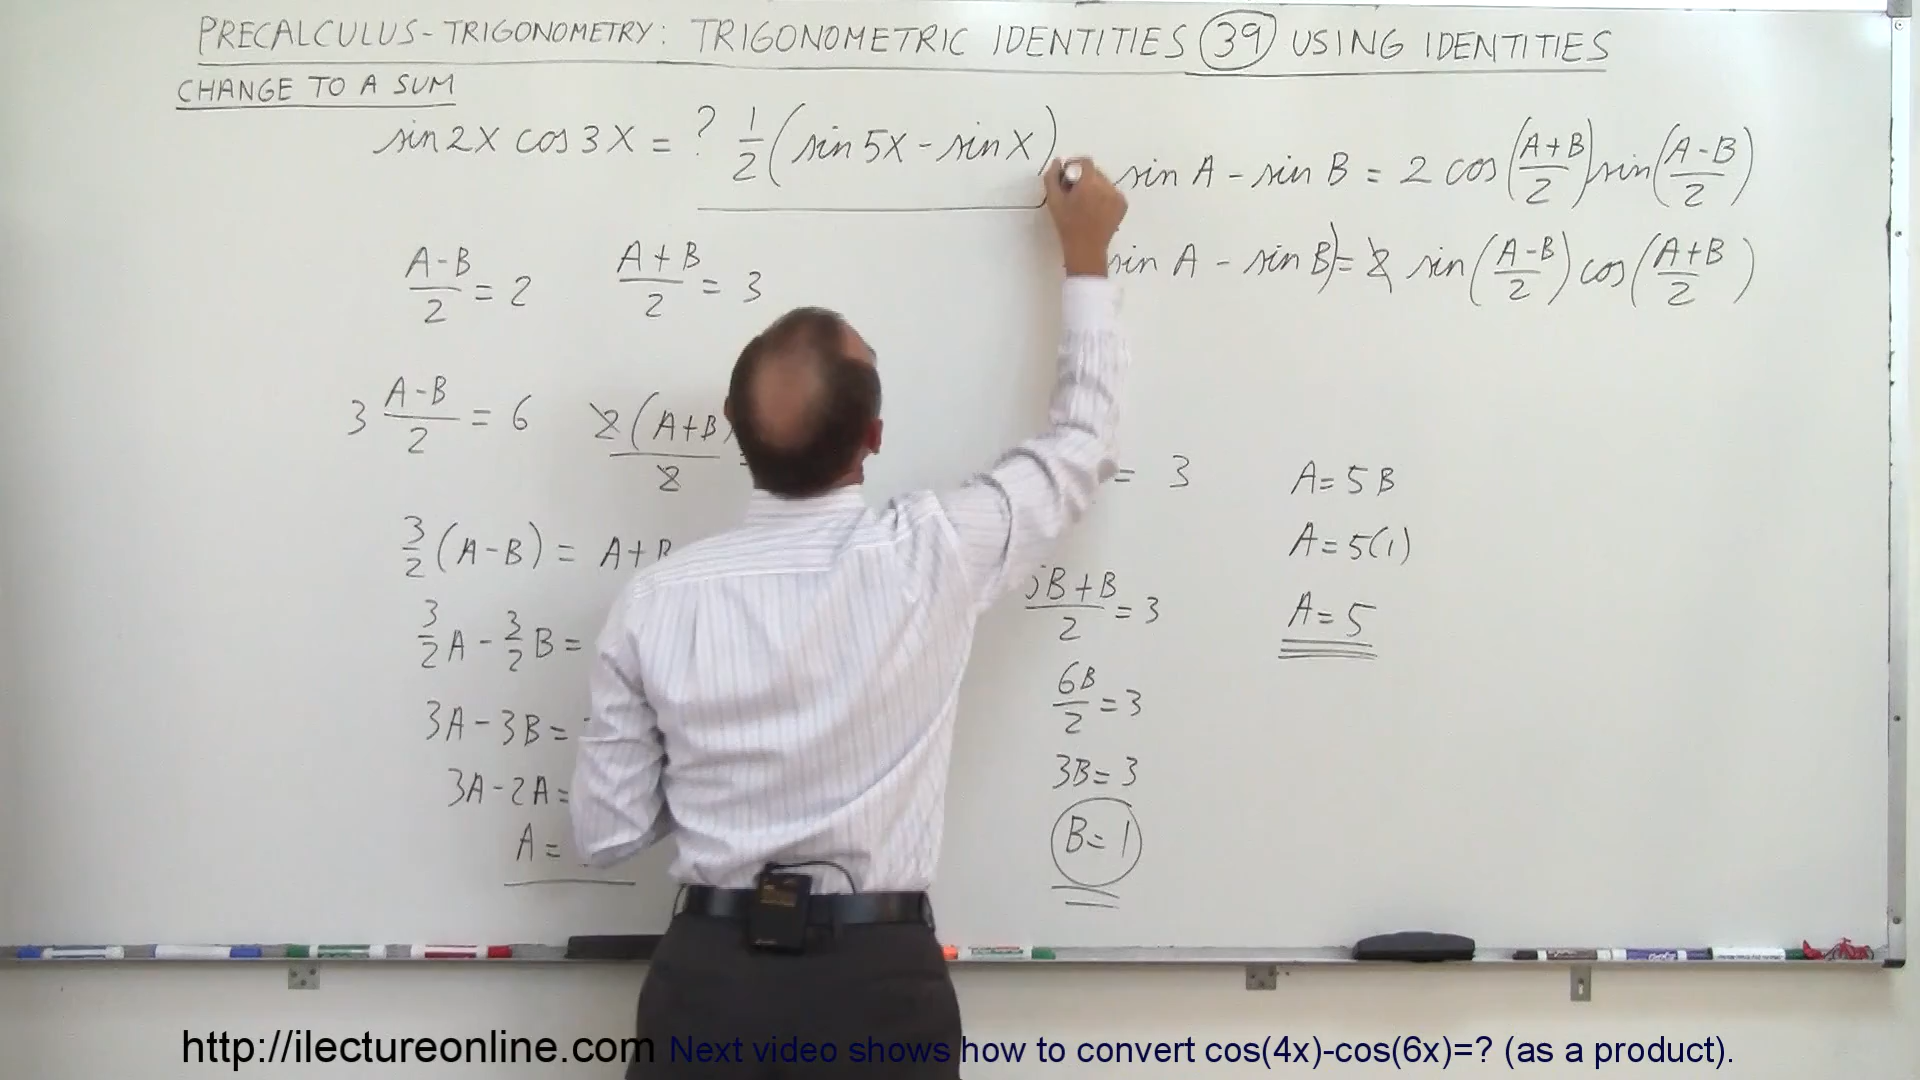 PRECALCULUS - TRIGONOMETRY: TRIGONOMETRIC IDENTITIES 39 USING IDENTITIES
CHANGE TO A SUM
sin 2x cos 3x = ? 1/2 (sin 5x - sin x)
sin A - sin B = 2 cos((A+B)/2) sin((A-B)/2)
sin A - sin B) = 2 sin((A-B)/2) cos((A+B)/2)
(A-B)/2 = 2
(A+B)/2 = 3
3 (A-B)/2 = 6
2(A+B)/2
3/2 (A-B) = A+B
3/2 A - 3/2 B =
3A - 3B =
3A - 2A =
A =
= 3
5B + B/2 = 3
6B/2 = 3
3B = 3
B = 1
A = 5B
A = 5(1)
A = 5
http://ilectureonline.com Next video shows how to convert cos(4x)-cos(6x)=? (as a product).